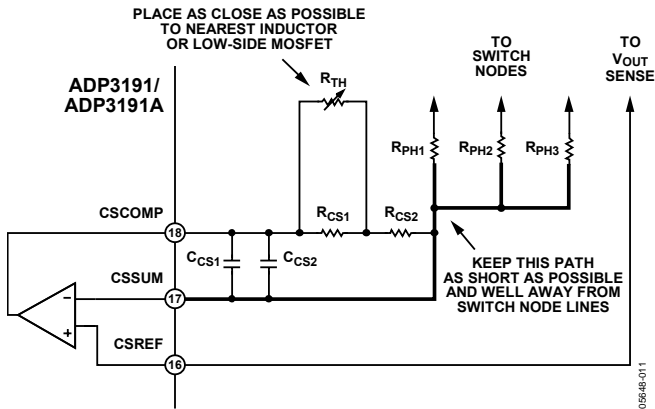 PLACE AS CLOSE AS POSSIBLE
TO NEAREST INDUCTOR
OR LOW-SIDE MOSFET
TO
SWITCH
NODES
TO
VOUT
SENSE
ADP3191/
ADP3191A
RTH
RPH1
RPH2
RPH3
CSCOMP
18
RCS1
RCS2
CCS1
CCS2
KEEP THIS PATH
AS SHORT AS POSSIBLE
AND WELL AWAY FROM
SWITCH NODE LINES
CSSUM
17
–
+
CSREF
16
05648-011